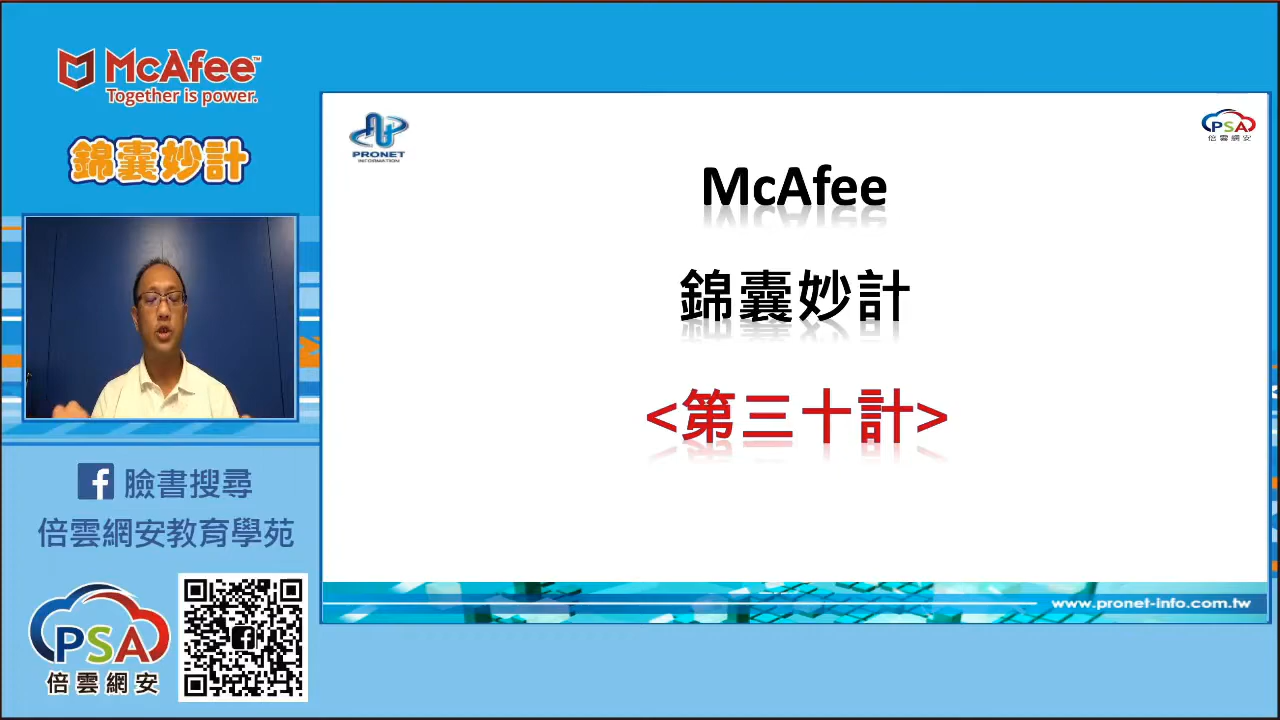 McAfee™
Together is power.
錦囊妙計
臉書搜尋
倍雲網安教育學苑
PSA
倍雲網安
PRONET
INFORMATION
PSA
倍雲網安
McAfee
錦囊妙計
<第三十計>
www.pronet-info.com.tw